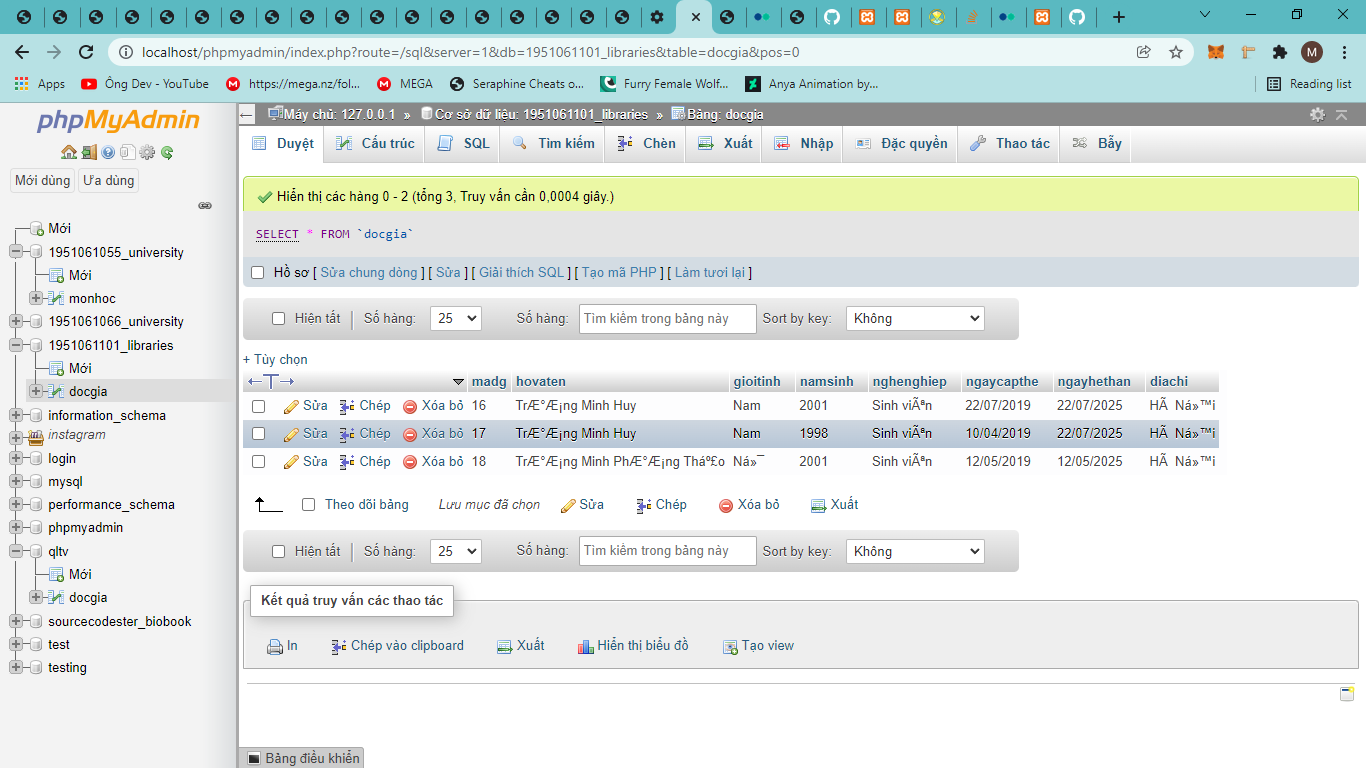 localhost/phpmyadmin/index.php?route=/sql&server=1&db=1951061101_libraries&table=docgia&pos=0
M
Apps Ông Dev - YouTube https://mega.nz/fol... MEGA Seraphine Cheats o... Furry Female Wolf... Anya Animation by... Reading list
phpMyAdmin
Mới dùng Ưa dùng
Mới
1951061055_university
Mới
monhoc
1951061066_university
1951061101_libraries
Mới
docgia
information_schema
instagram
login
mysql
performance_schema
phpmyadmin
qltv
Mới
docgia
sourcecodester_biobook
test
testing
Máy chủ: 127.0.0.1 » Cơ sở dữ liệu: 1951061101_libraries » Bảng: docgia
Duyệt Cấu trúc SQL Tìm kiếm Chèn Xuất Nhập Đặc quyền Thao tác Bẫy
Hiển thị các hàng 0 - 2 (tổng 3, Truy vấn cần 0,0004 giây.)
SELECT * FROM `docgia`
Hồ sơ [ Sửa chung dòng ] [ Sửa ] [ Giải thích SQL ] [ Tạo mã PHP ] [ Làm tươi lại ]
Hiện tất | Số hàng: 25 Số hàng: Tìm kiếm trong bảng này Sort by key: Không
+ Tùy chọn
←T→ madg hovaten gioitinh namsinh nghenghiep ngaycapthe ngayhethan diachi
Sửa Chép Xóa bỏ 16 TrÆ°Æ¡ng Minh Huy Nam 2001 Sinh viÃªn 22/07/2019 22/07/2025 HÃ Ná»™i
Sửa Chép Xóa bỏ 17 TrÆ°Æ¡ng Minh Huy Nam 1998 Sinh viÃªn 10/04/2019 22/07/2025 HÃ Ná»™i
Sửa Chép Xóa bỏ 18 TrÆ°Æ¡ng Minh PhÆ°Æ¡ng Tháº£o Ná»¯ 2001 Sinh viÃªn 12/05/2019 12/05/2025 HÃ Ná»™i
Theo dõi bảng Lưu mục đã chọn Sửa Chép Xóa bỏ Xuất
Hiện tất | Số hàng: 25 Số hàng: Tìm kiếm trong bảng này Sort by key: Không
Kết quả truy vấn các thao tác
In Chép vào clipboard Xuất Hiển thị biểu đồ Tạo view
Bảng điều khiển